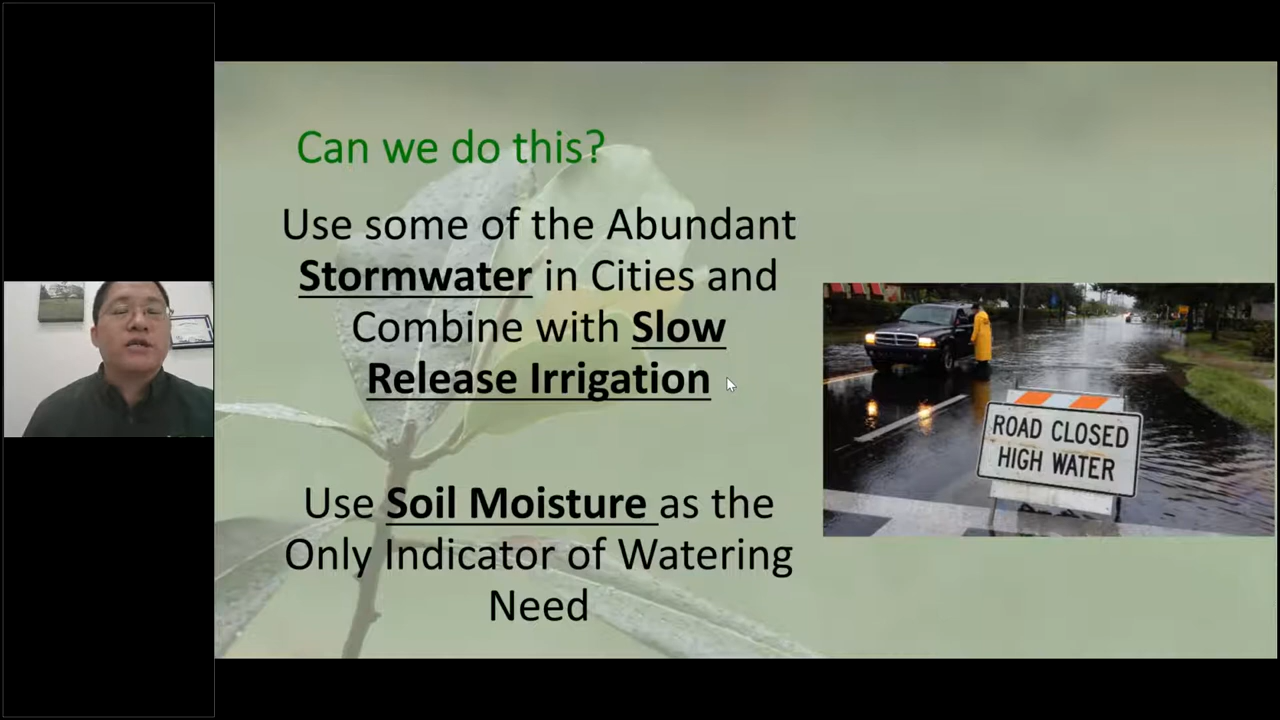 Can we do this?
Use some of the Abundant
Stormwater in Cities and
Combine with Slow
Release Irrigation
Use Soil Moisture as the
Only Indicator of Watering
Need
ROAD CLOSED
HIGH WATER